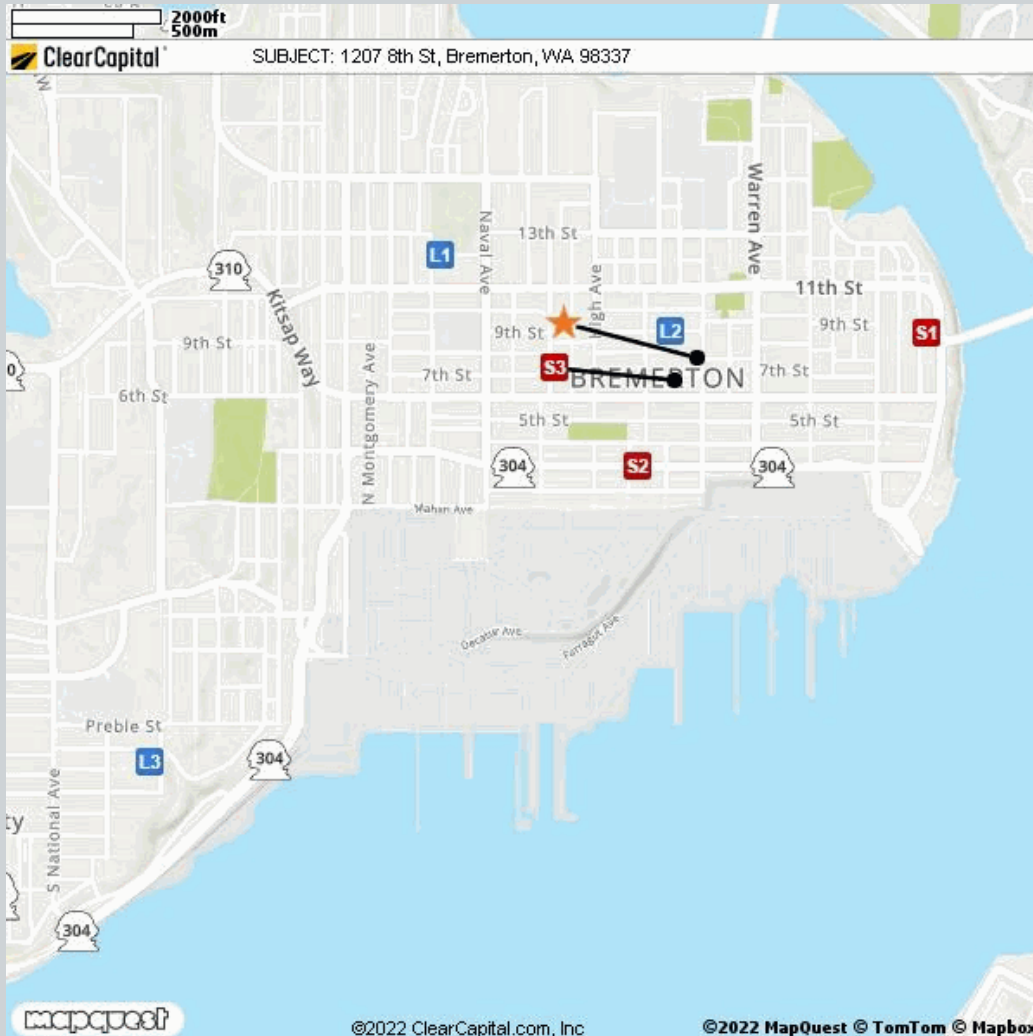 2000ft
500m
ClearCapital
SUBJECT: 1207 8th St, Bremerton, WA 98337
Warren Ave
Naval Ave
13th St
L1
310
High Ave
11th St
Kitsap Way
9th St
L2
9th St
S1
9th St
N Montgomery Ave
7th St
S3
BREMERTON
7th St
6th St
5th St
5th St
304
S2
304
Mahan Ave
Decatur Ave
Farragut Ave
Preble St
L3
304
S National Ave
ty
304
mapquest
©2022 ClearCapital.com, Inc
©2022 MapQuest © TomTom © Mapbox